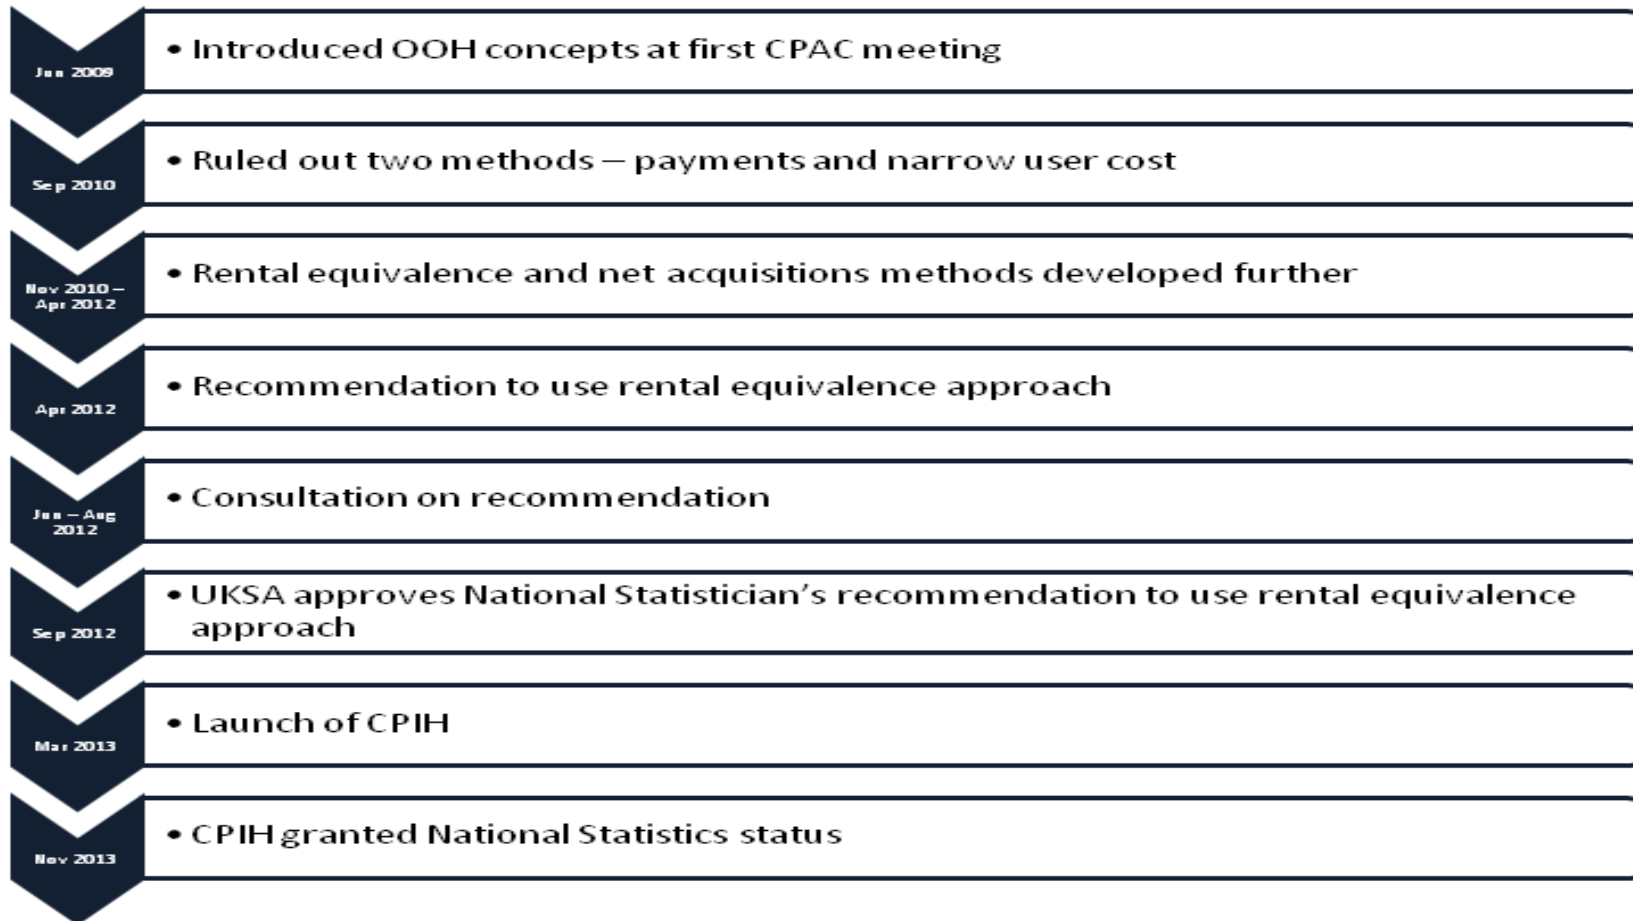 Jun 2009
• Introduced OOH concepts at first CPAC meeting
Sep 2010
• Ruled out two methods – payments and narrow user cost
Nov 2010 –
Apr 2012
• Rental equivalence and net acquisitions methods developed further
Apr 2012
• Recommendation to use rental equivalence approach
Jun – Aug
2012
• Consultation on recommendation
Sep 2012
• UKSA approves National Statistician’s recommendation to use rental equivalence
approach
Mar 2013
• Launch of CPIH
Nov 2013
• CPIH granted National Statistics status